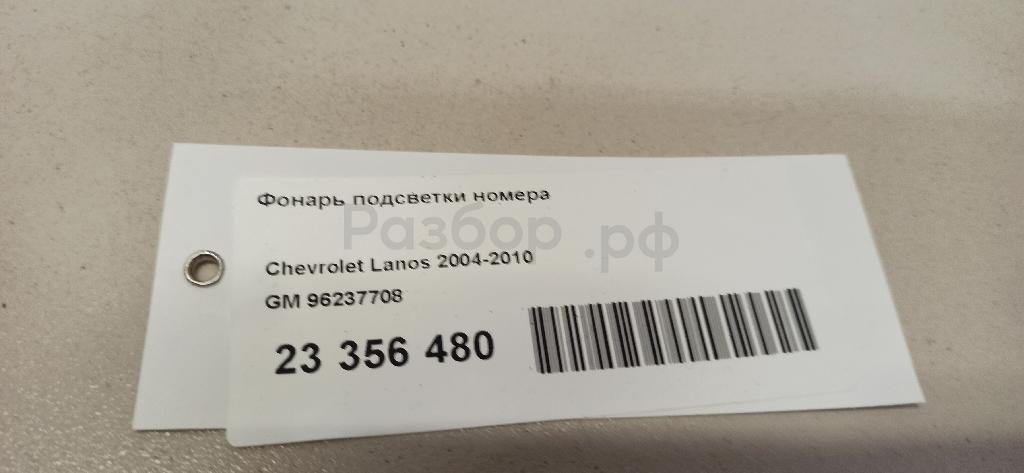 Фонарь подсветки номера
Разбор.рф
Chevrolet Lanos 2004-2010
GM 96237708
23 356 480